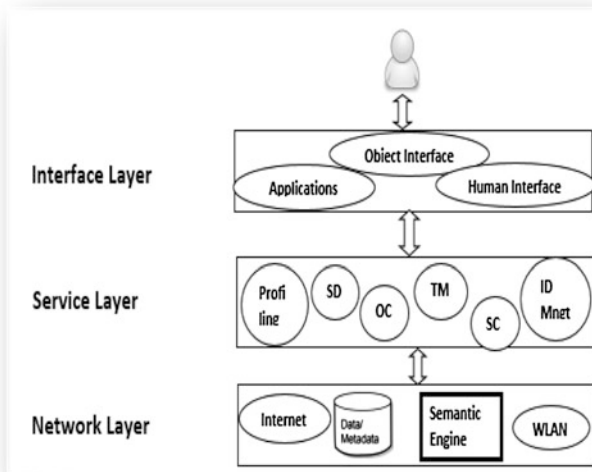 Interface Layer
Object Interface
Applications
Human Interface
Service Layer
Profi
ling
SD
OC
TM
SC
ID
Mngt
Network Layer
Internet
Data/
Metadata
Semantic
Engine
WLAN